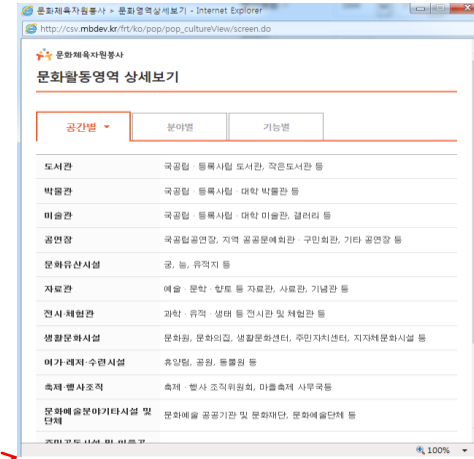 문화체육자원봉사 > 문화영역상세보기 - Internet Explorer
http://csv.mbdev.kr/frt/ko/pop/pop_cultureView/screen.do
문화체육자원봉사
문화활동영역 상세보기
공간별 분야별 기능별
도서관 국공립 · 등록사립 도서관, 작은도서관 등
박물관 국공립 · 등록사립 · 대학 박물관 등
미술관 국공립 · 등록사립 · 대학 미술관, 갤러리 등
공연장 국공립공연장, 지역 공공문예회관 · 구민회관, 기타 공연장 등
문화유산시설 궁, 능, 유적지 등
자료관 예술 · 문학 · 향토 등 자료관, 사료관, 기념관 등
전시·체험관 과학 · 유적 · 생태 등 전시관 및 체험관 등
생활문화시설 문화원, 문화의집, 생활문화센터, 주민자치센터, 지자체문화시설 등
여가·레저·수련시설 휴양림, 공원, 동물원 등
축제·행사조직 축제 · 행사 조직위원회, 마을축제 사무국등
문화예술분야기타시설 및 단체 문화예술 공공기관 및 문화재단, 문화예술단체 등
100%